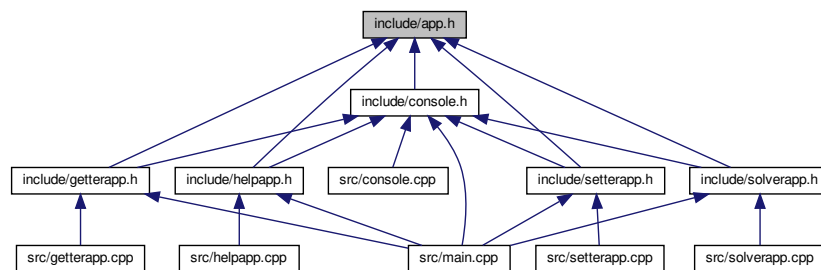 include/app.h
include/console.h
include/getterapp.h
include/helpapp.h
src/console.cpp
include/setterapp.h
include/solverapp.h
src/getterapp.cpp
src/helpapp.cpp
src/main.cpp
src/setterapp.cpp
src/solverapp.cpp